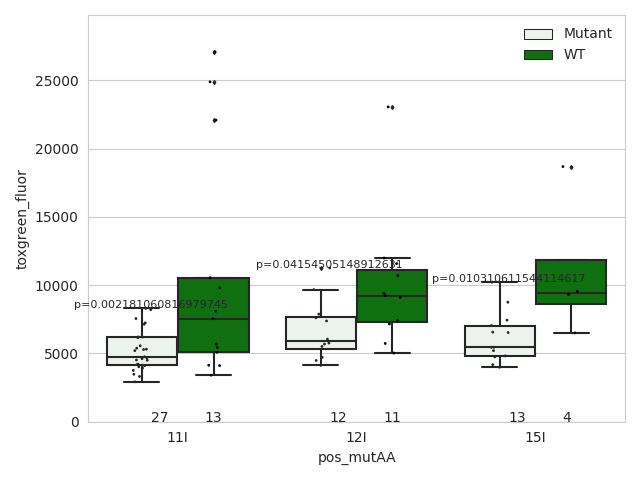 Mutant
WT
25000
20000
15000
10000
5000
0
toxgreen_fluor
p=0.002181060816979745
p=0.0415450514891263
p=0.010310611544114617
27 13 12 11 13 4
11I 12I 15I
pos_mutAA